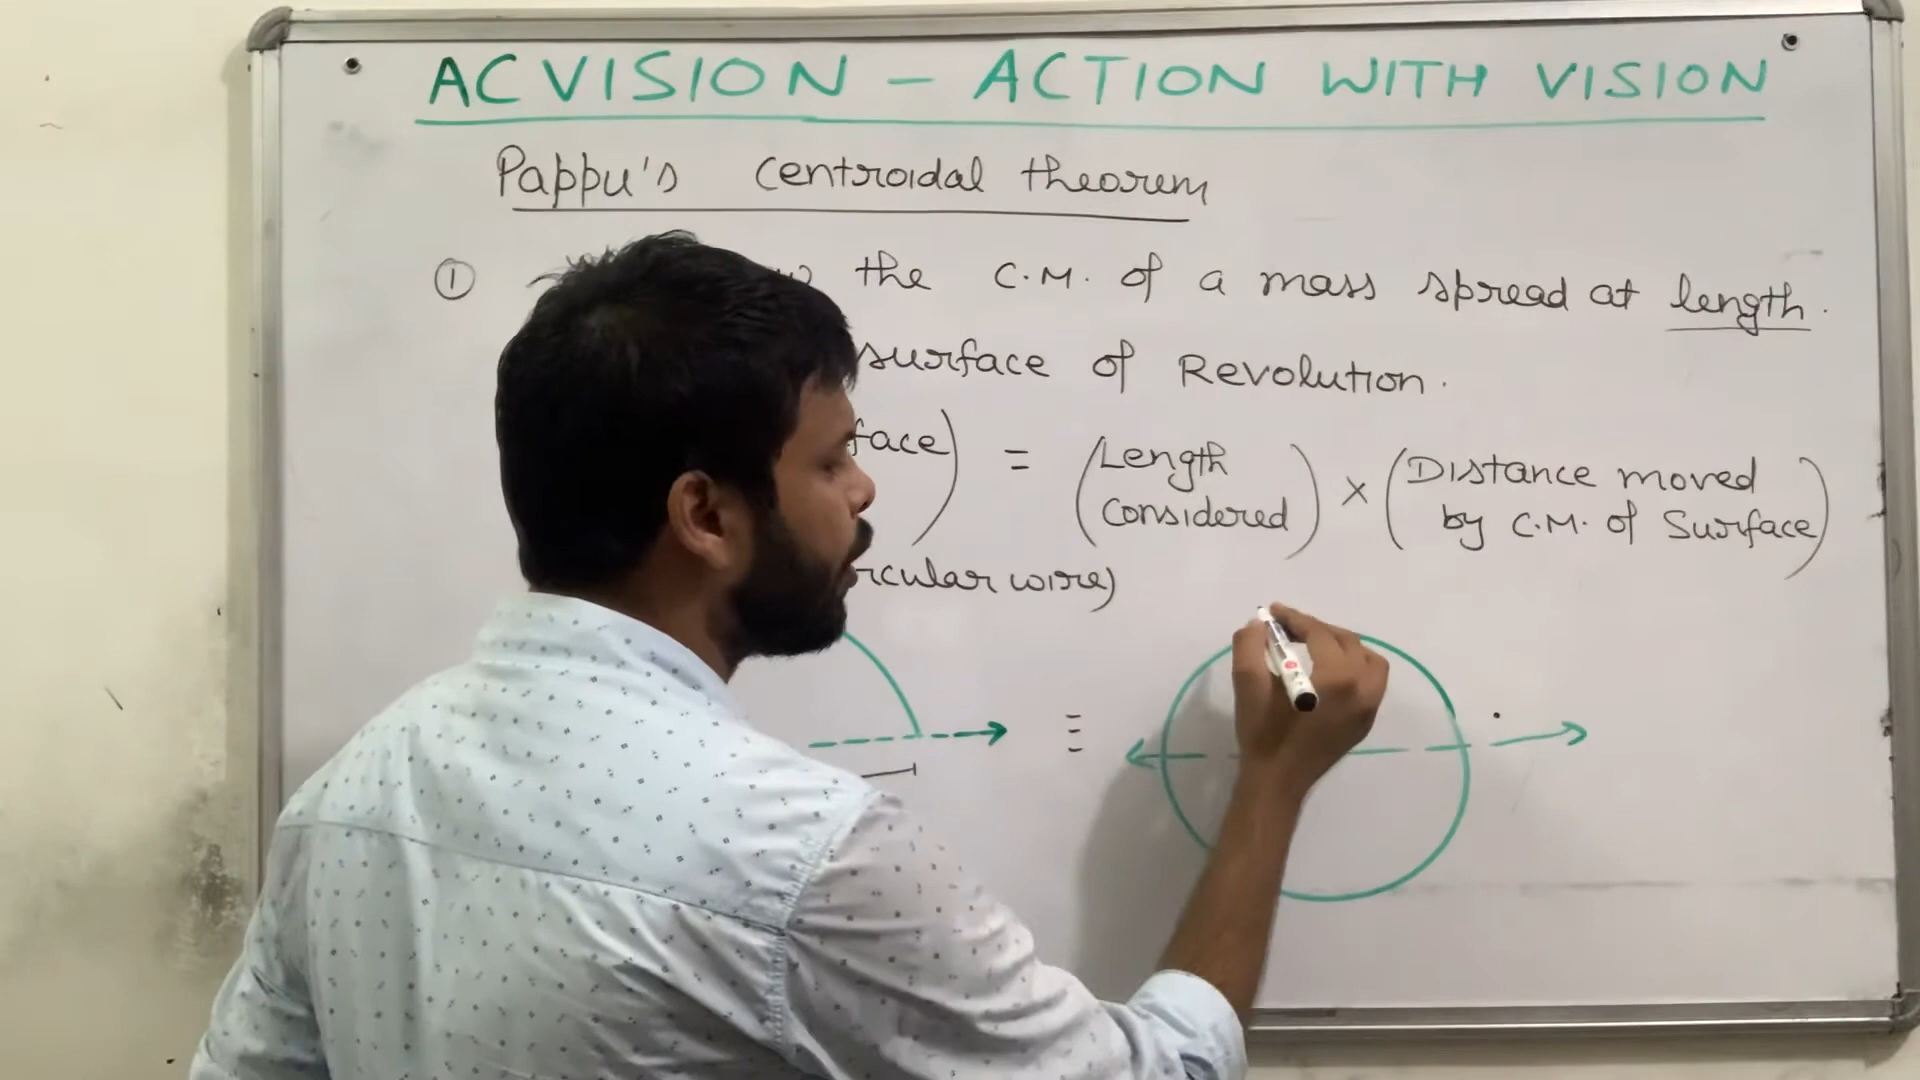 ACVISION - ACTION WITH VISION
Pappu's centroidal theorem
① the C.M. of a mass spread at length.
surface of Revolution.
face) = (Length considered) × (Distance moved by C.M. of Surface)
rcular wire)